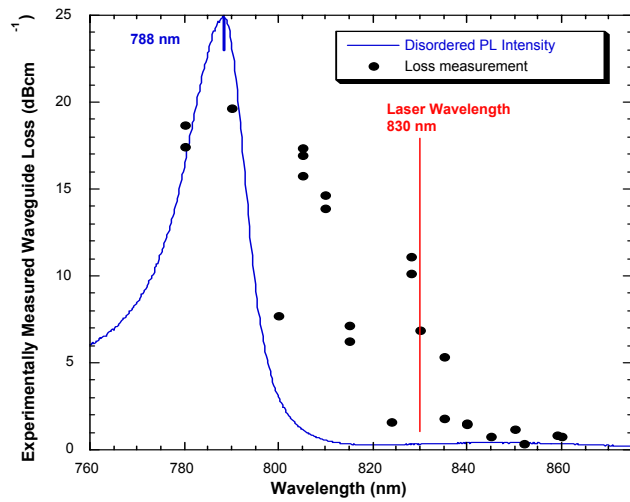 25
20
15
10
5
0
760
780
800
820
840
860
Experimentally Measured Waveguide Loss (dBcm⁻¹)
Wavelength (nm)
788 nm
Disordered PL Intensity
Loss measurement
Laser Wavelength
830 nm